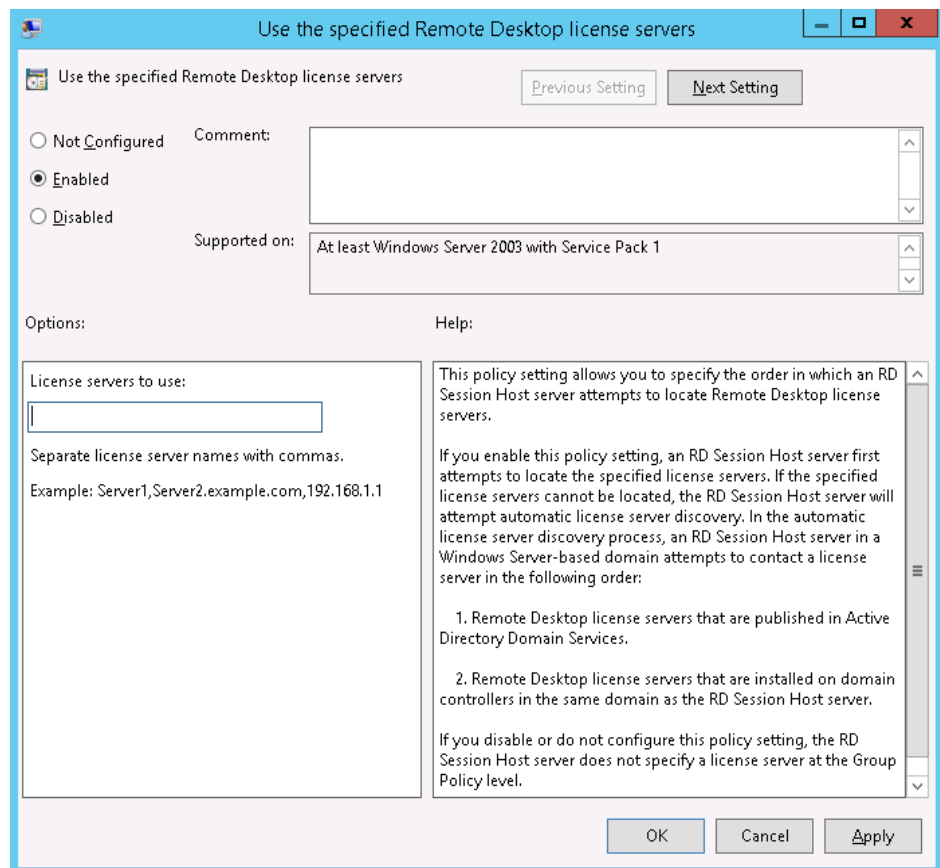 Use the specified Remote Desktop license servers
Use the specified Remote Desktop license servers
Previous Setting
Next Setting
Not Configured
Comment:
Enabled
Disabled
Supported on:
At least Windows Server 2003 with Service Pack 1
Options:
Help:
License servers to use:
Separate license server names with commas.
Example: Server1,Server2.example.com,192.168.1.1
This policy setting allows you to specify the order in which an RD
Session Host server attempts to locate Remote Desktop license
servers.
If you enable this policy setting, an RD Session Host server first
attempts to locate the specified license servers. If the specified
license servers cannot be located, the RD Session Host server will
attempt automatic license server discovery. In the automatic
license server discovery process, an RD Session Host server in a
Windows Server-based domain attempts to contact a license
server in the following order:
1. Remote Desktop license servers that are published in Active
Directory Domain Services.
2. Remote Desktop license servers that are installed on domain
controllers in the same domain as the RD Session Host server.
If you disable or do not configure this policy setting, the RD
Session Host server does not specify a license server at the Group
Policy level.
OK
Cancel
Apply